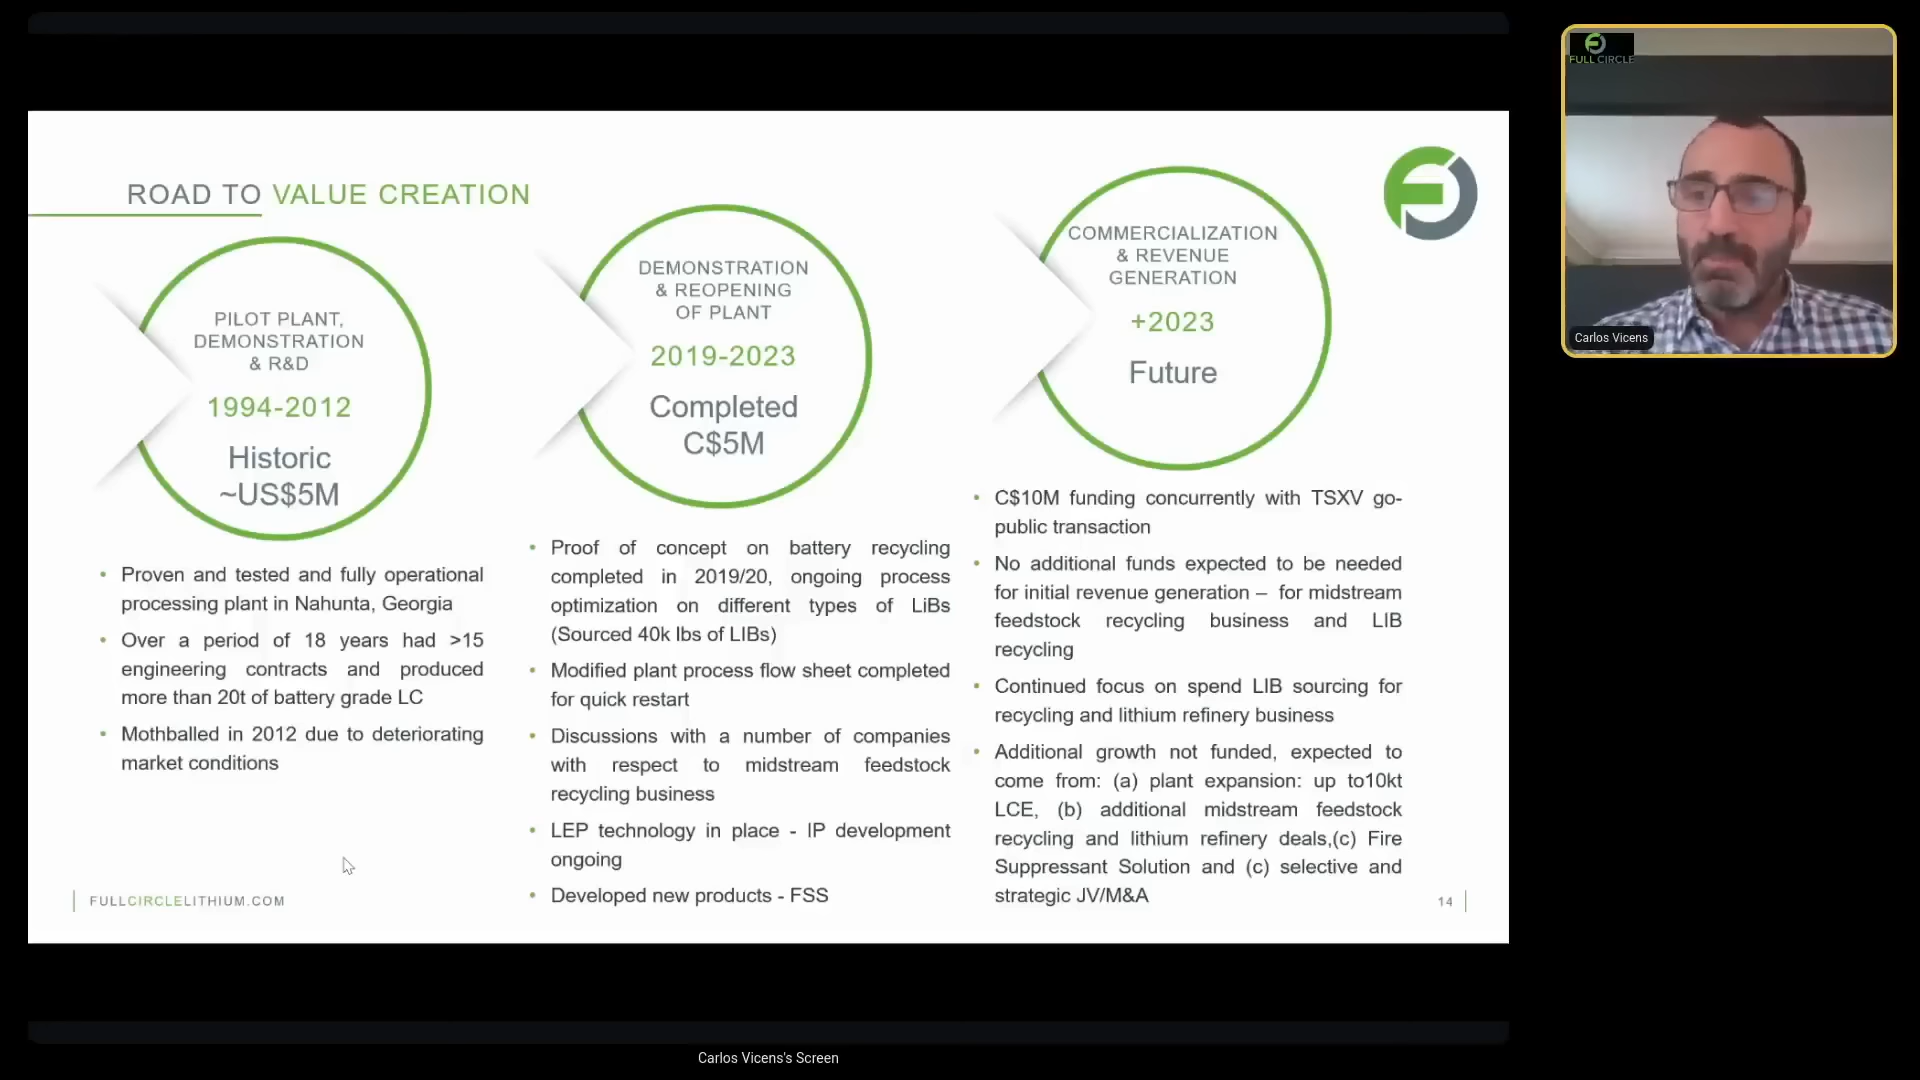 ROAD TO VALUE CREATION
PILOT PLANT,
DEMONSTRATION
& R&D
1994-2012
Historic
~US$5M
• Proven and tested and fully operational
processing plant in Nahunta, Georgia
• Over a period of 18 years had >15
engineering contracts and produced
more than 20t of battery grade LC
• Mothballed in 2012 due to deteriorating
market conditions
DEMONSTRATION
& REOPENING
OF PLANT
2019-2023
Completed
C$5M
• Proof of concept on battery recycling
completed in 2019/20, ongoing process
optimization on different types of LiBs
(Sourced 40k lbs of LIBs)
• Modified plant process flow sheet completed
for quick restart
• Discussions with a number of companies
with respect to midstream feedstock
recycling business
• LEP technology in place - IP development
ongoing
• Developed new products - FSS
COMMERCIALIZATION
& REVENUE
GENERATION
+2023
Future
• C$10M funding concurrently with TSXV go-
public transaction
• No additional funds expected to be needed
for initial revenue generation – for midstream
feedstock recycling business and LIB
recycling
• Continued focus on spend LIB sourcing for
recycling and lithium refinery business
• Additional growth not funded, expected to
come from: (a) plant expansion: up to10kt
LCE, (b) additional midstream feedstock
recycling and lithium refinery deals,(c) Fire
Suppressant Solution and (c) selective and
strategic JV/M&A
FULLCIRCLELITHIUM.COM
14
FULL CIRCLE
Carlos Vicens
Carlos Vicens's Screen